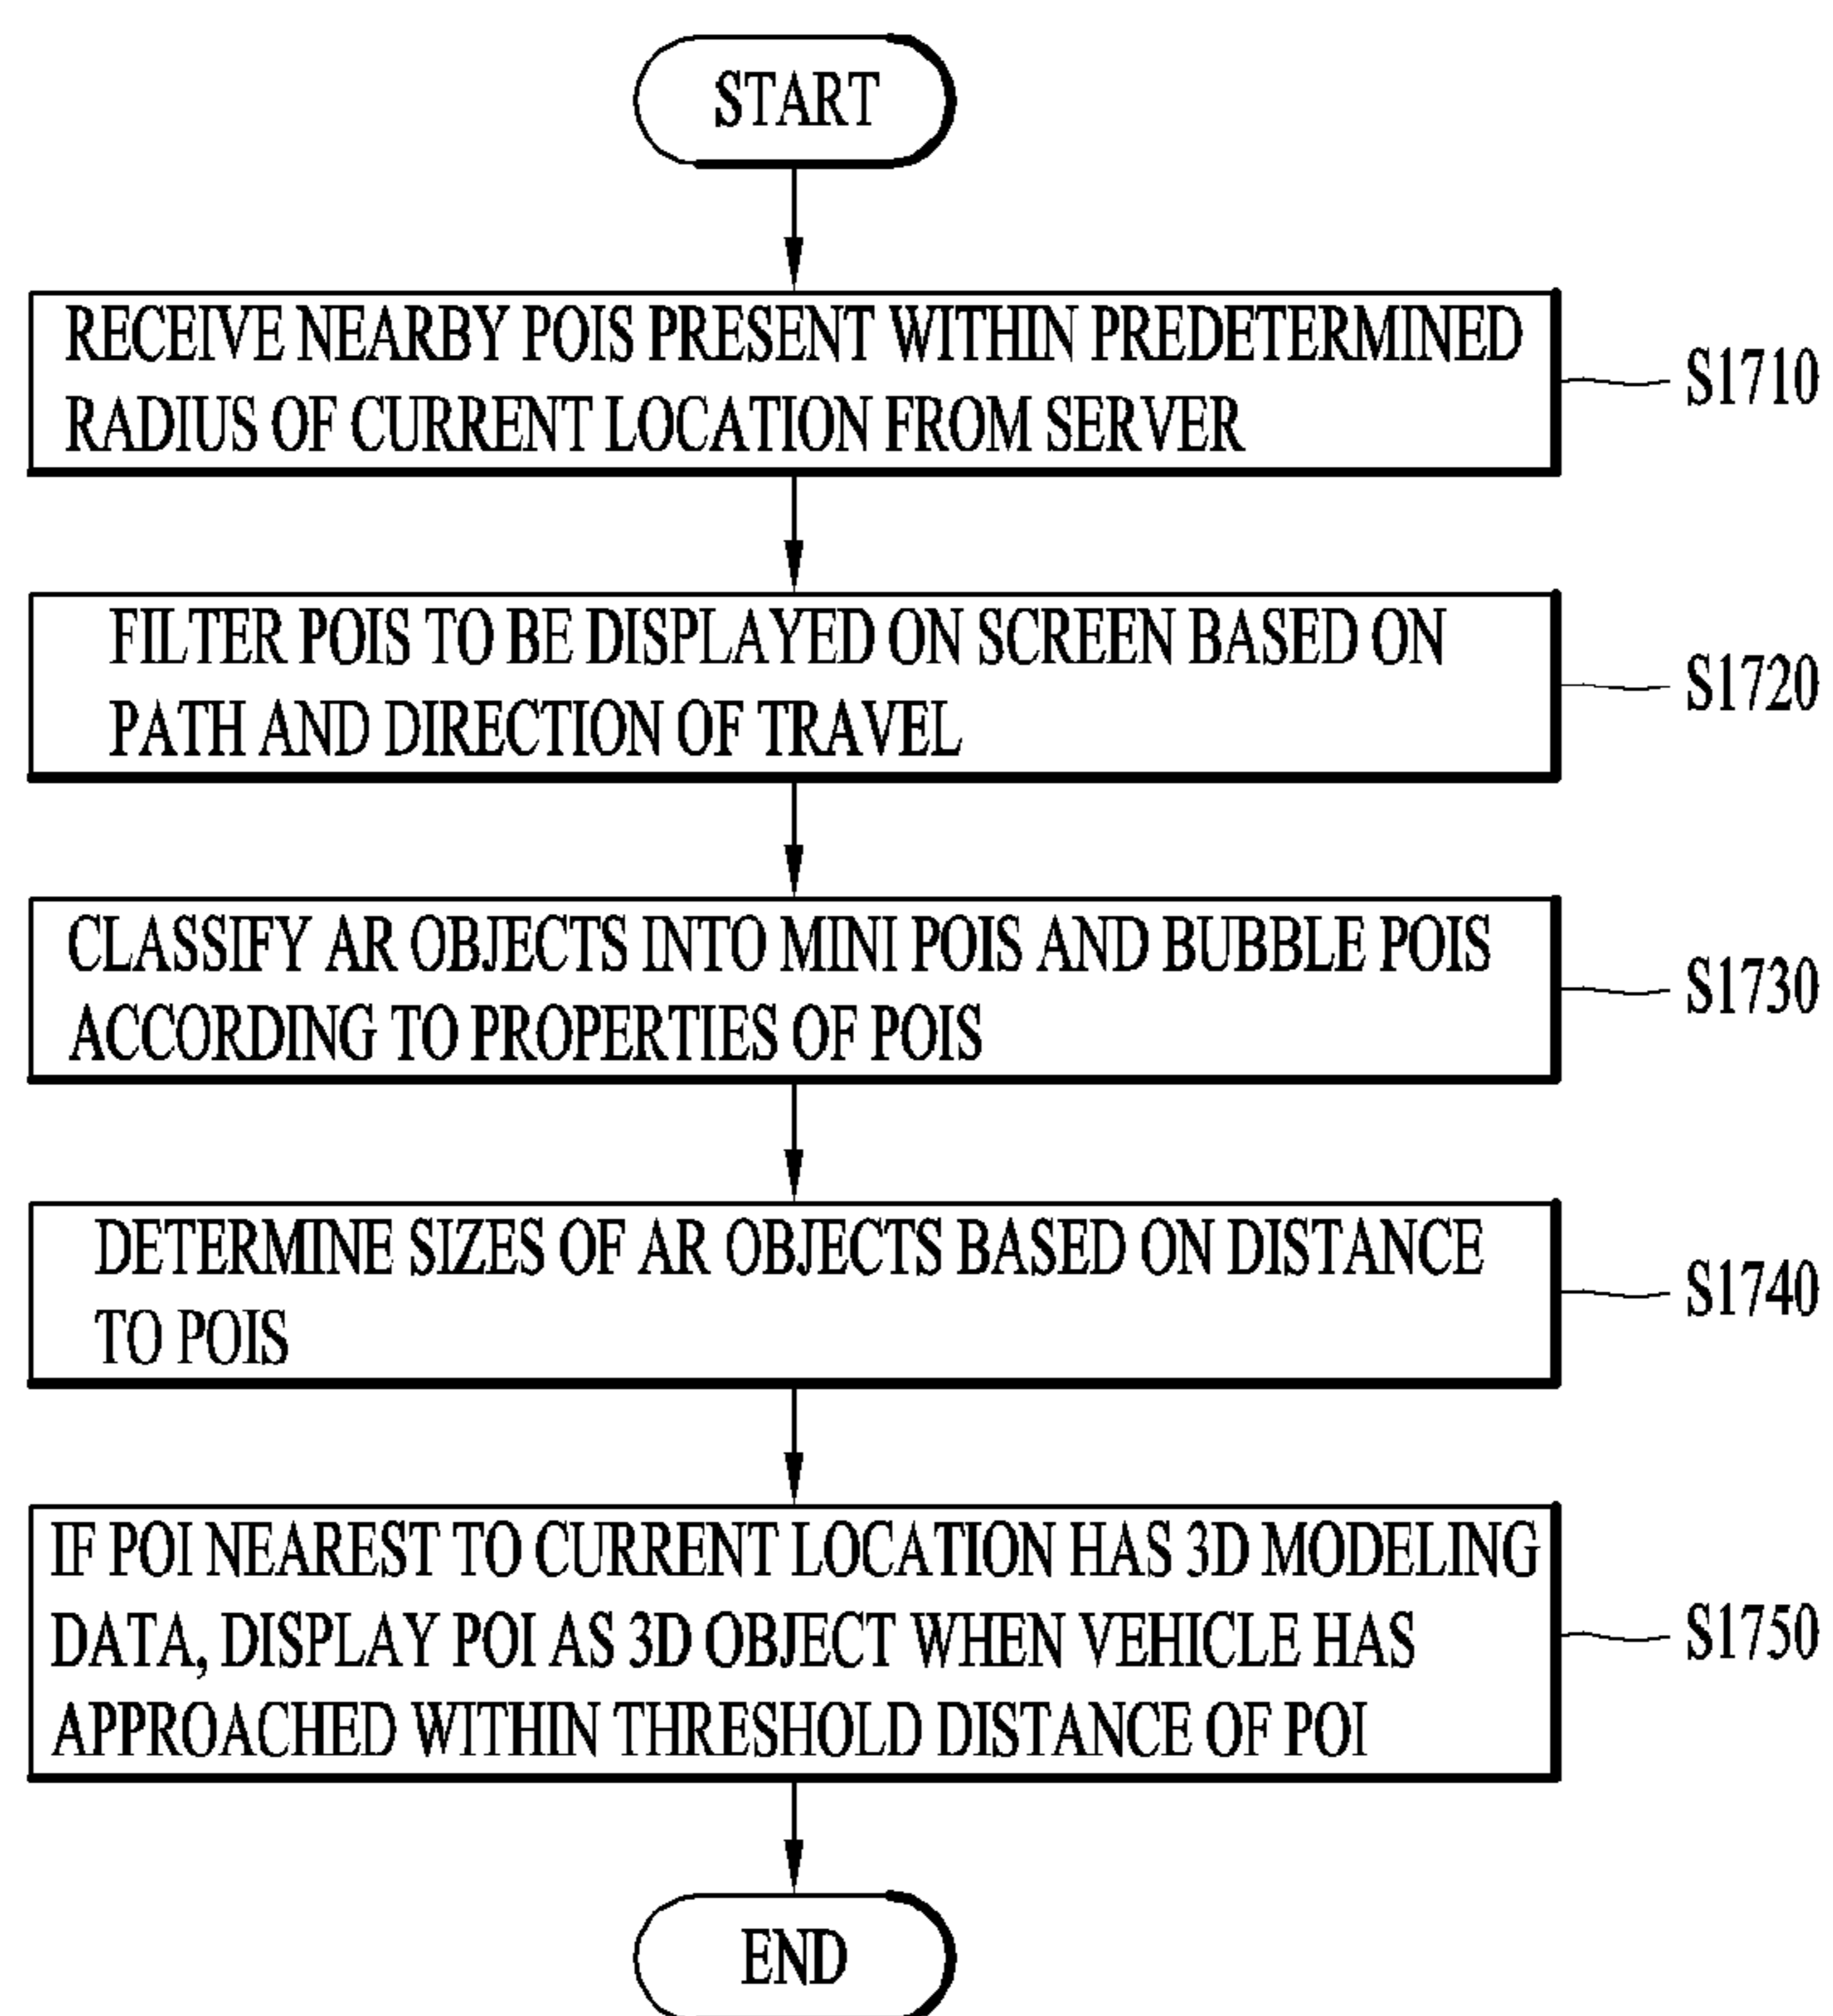 START
RECEIVE NEARBY POIS PRESENT WITHIN PREDETERMINED
RADIUS OF CURRENT LOCATION FROM SERVER
S1710
FILTER POIS TO BE DISPLAYED ON SCREEN BASED ON
PATH AND DIRECTION OF TRAVEL
S1720
CLASSIFY AR OBJECTS INTO MINI POIS AND BUBBLE POIS
ACCORDING TO PROPERTIES OF POIS
S1730
DETERMINE SIZES OF AR OBJECTS BASED ON DISTANCE
TO POIS
S1740
IF POI NEAREST TO CURRENT LOCATION HAS 3D MODELING
DATA, DISPLAY POI AS 3D OBJECT WHEN VEHICLE HAS
APPROACHED WITHIN THRESHOLD DISTANCE OF POI
S1750
END